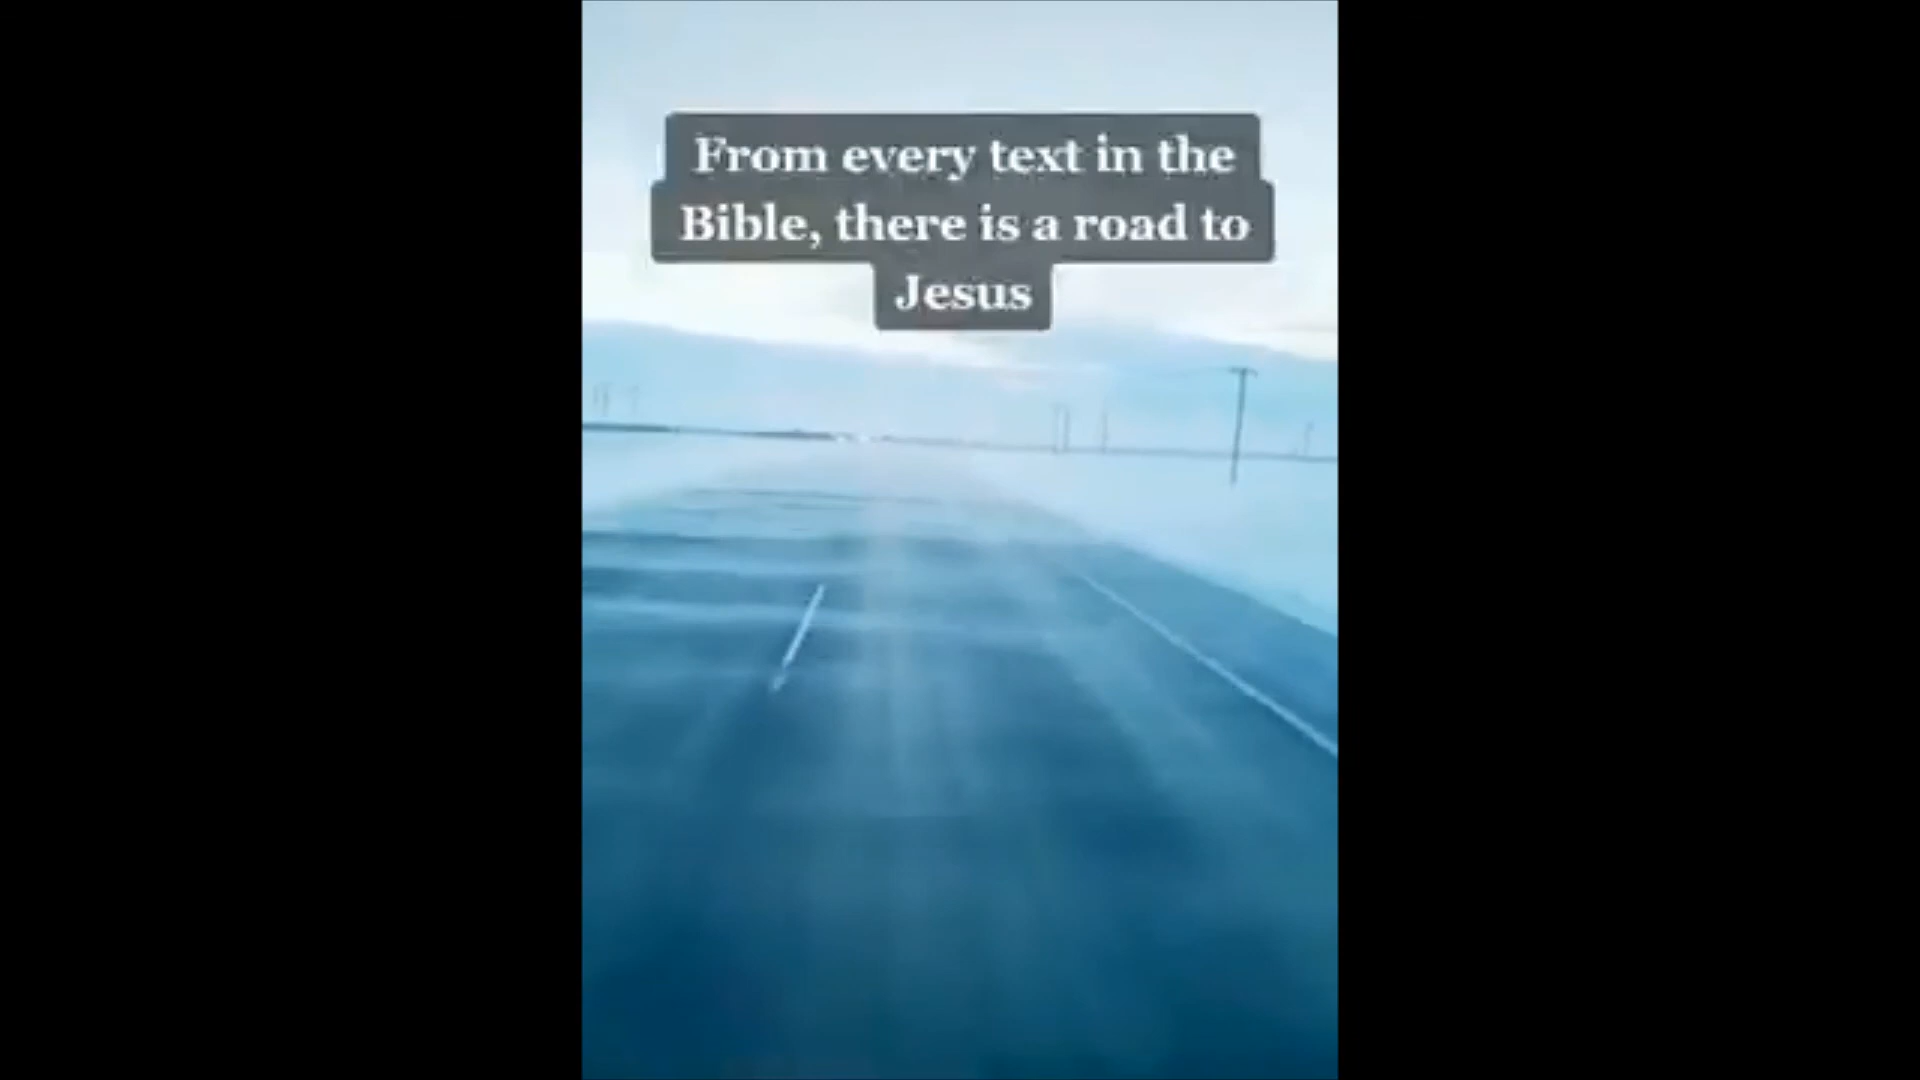 From every text in the
Bible, there is a road to
Jesus